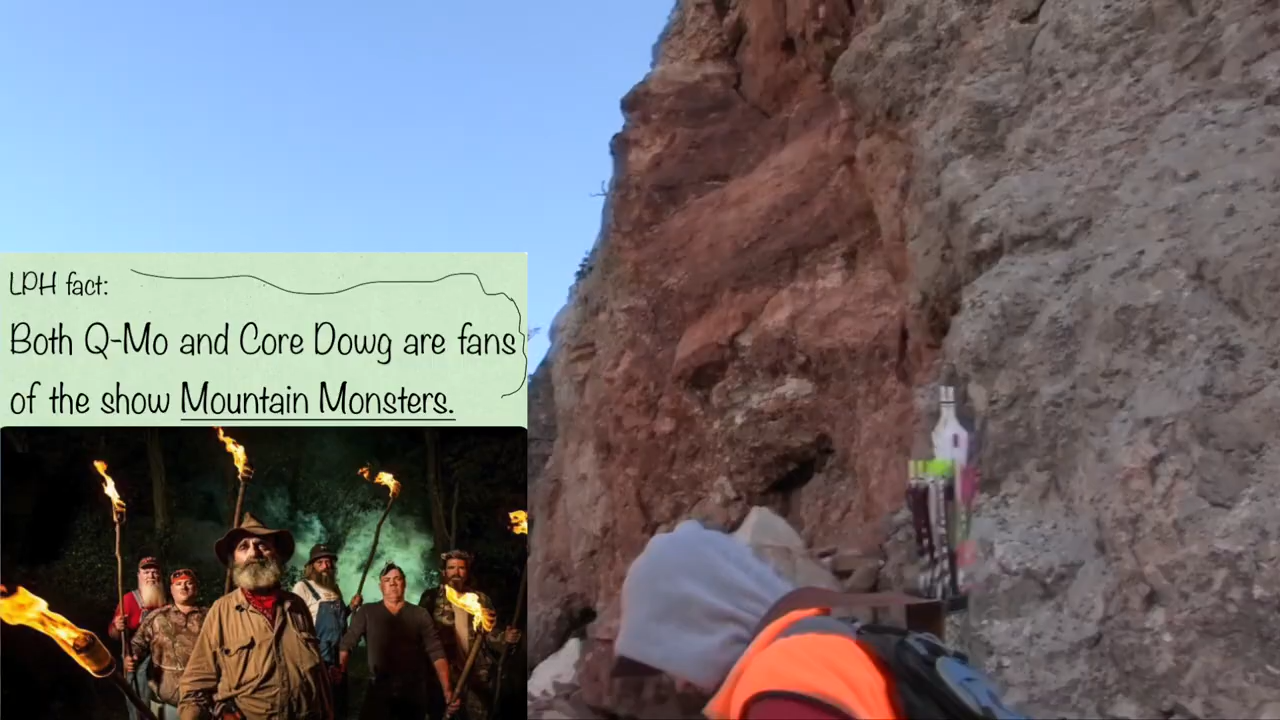 LPH fact:
Both Q-Mo and Core Dowg are fans
of the show Mountain Monsters.